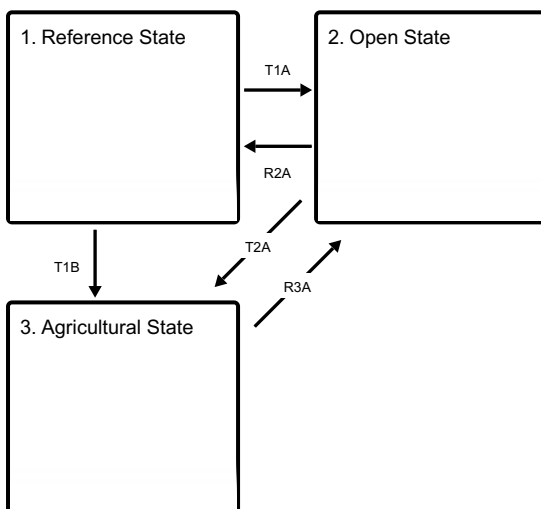 1. Reference State
2. Open State
T1A
R2A
T2A
T1B
R3A
3. Agricultural State